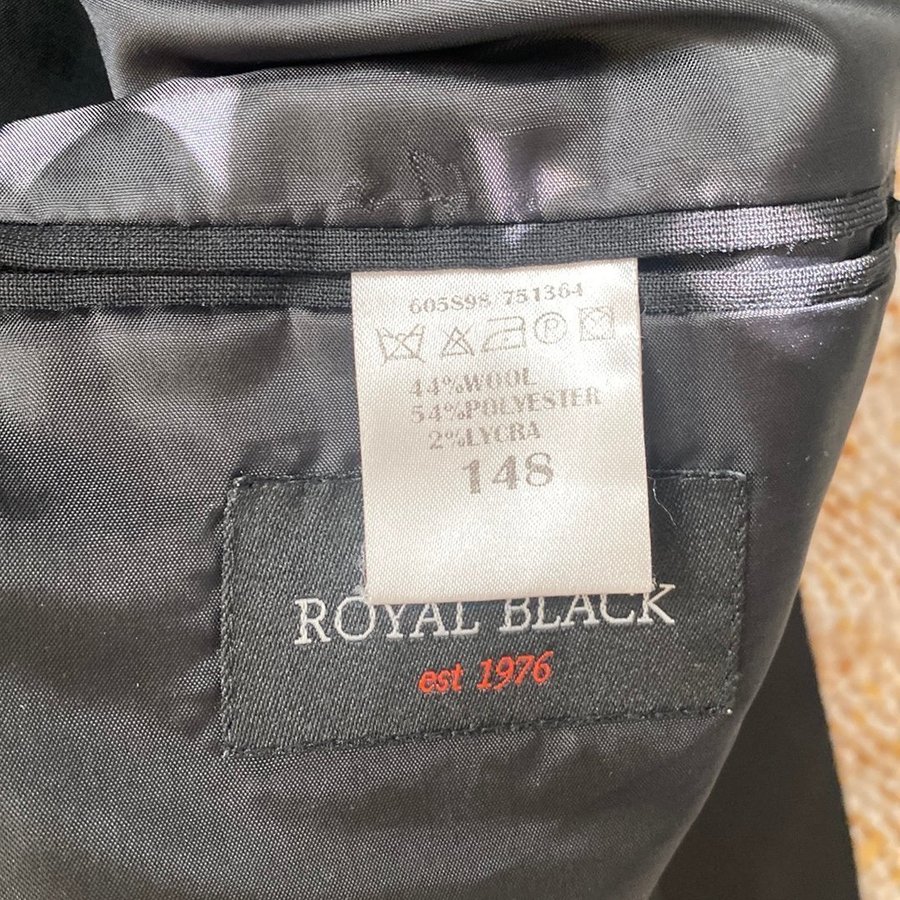 605898 751364
P
44%WOOL
54%POLYESTER
2%LYCRA
148
ROYAL BLACK
est 1976